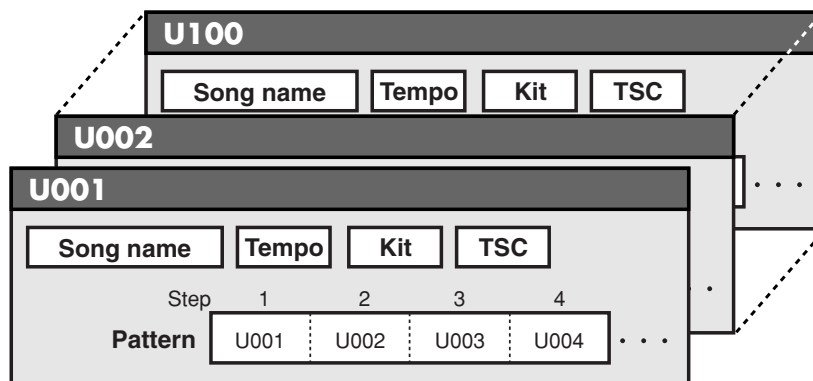 U100
Song name Tempo Kit TSC
U002
U001
Song name Tempo Kit TSC
Step 1 2 3 4
Pattern U001 U002 U003 U004 . . .